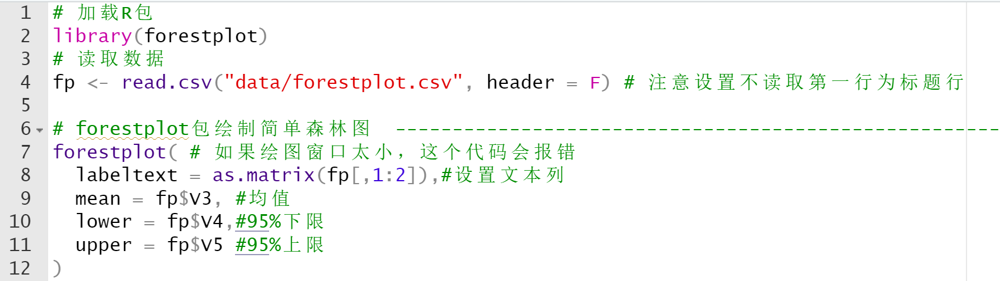 1 # 加载R包
2 library(forestplot)
3 # 读取数据
4 fp <- read.csv("data/forestplot.csv", header = F) # 注意设置不读取第一行为标题行
5
6 # forestplot包绘制简单森林图 -----------------------------------------------------
7 forestplot( # 如果绘图窗口太小，这个代码会报错
8   labeltext = as.matrix(fp[,1:2]),#设置文本列
9   mean = fp$V3, #均值
10   lower = fp$V4,#95%下限
11   upper = fp$V5 #95%上限
12 )